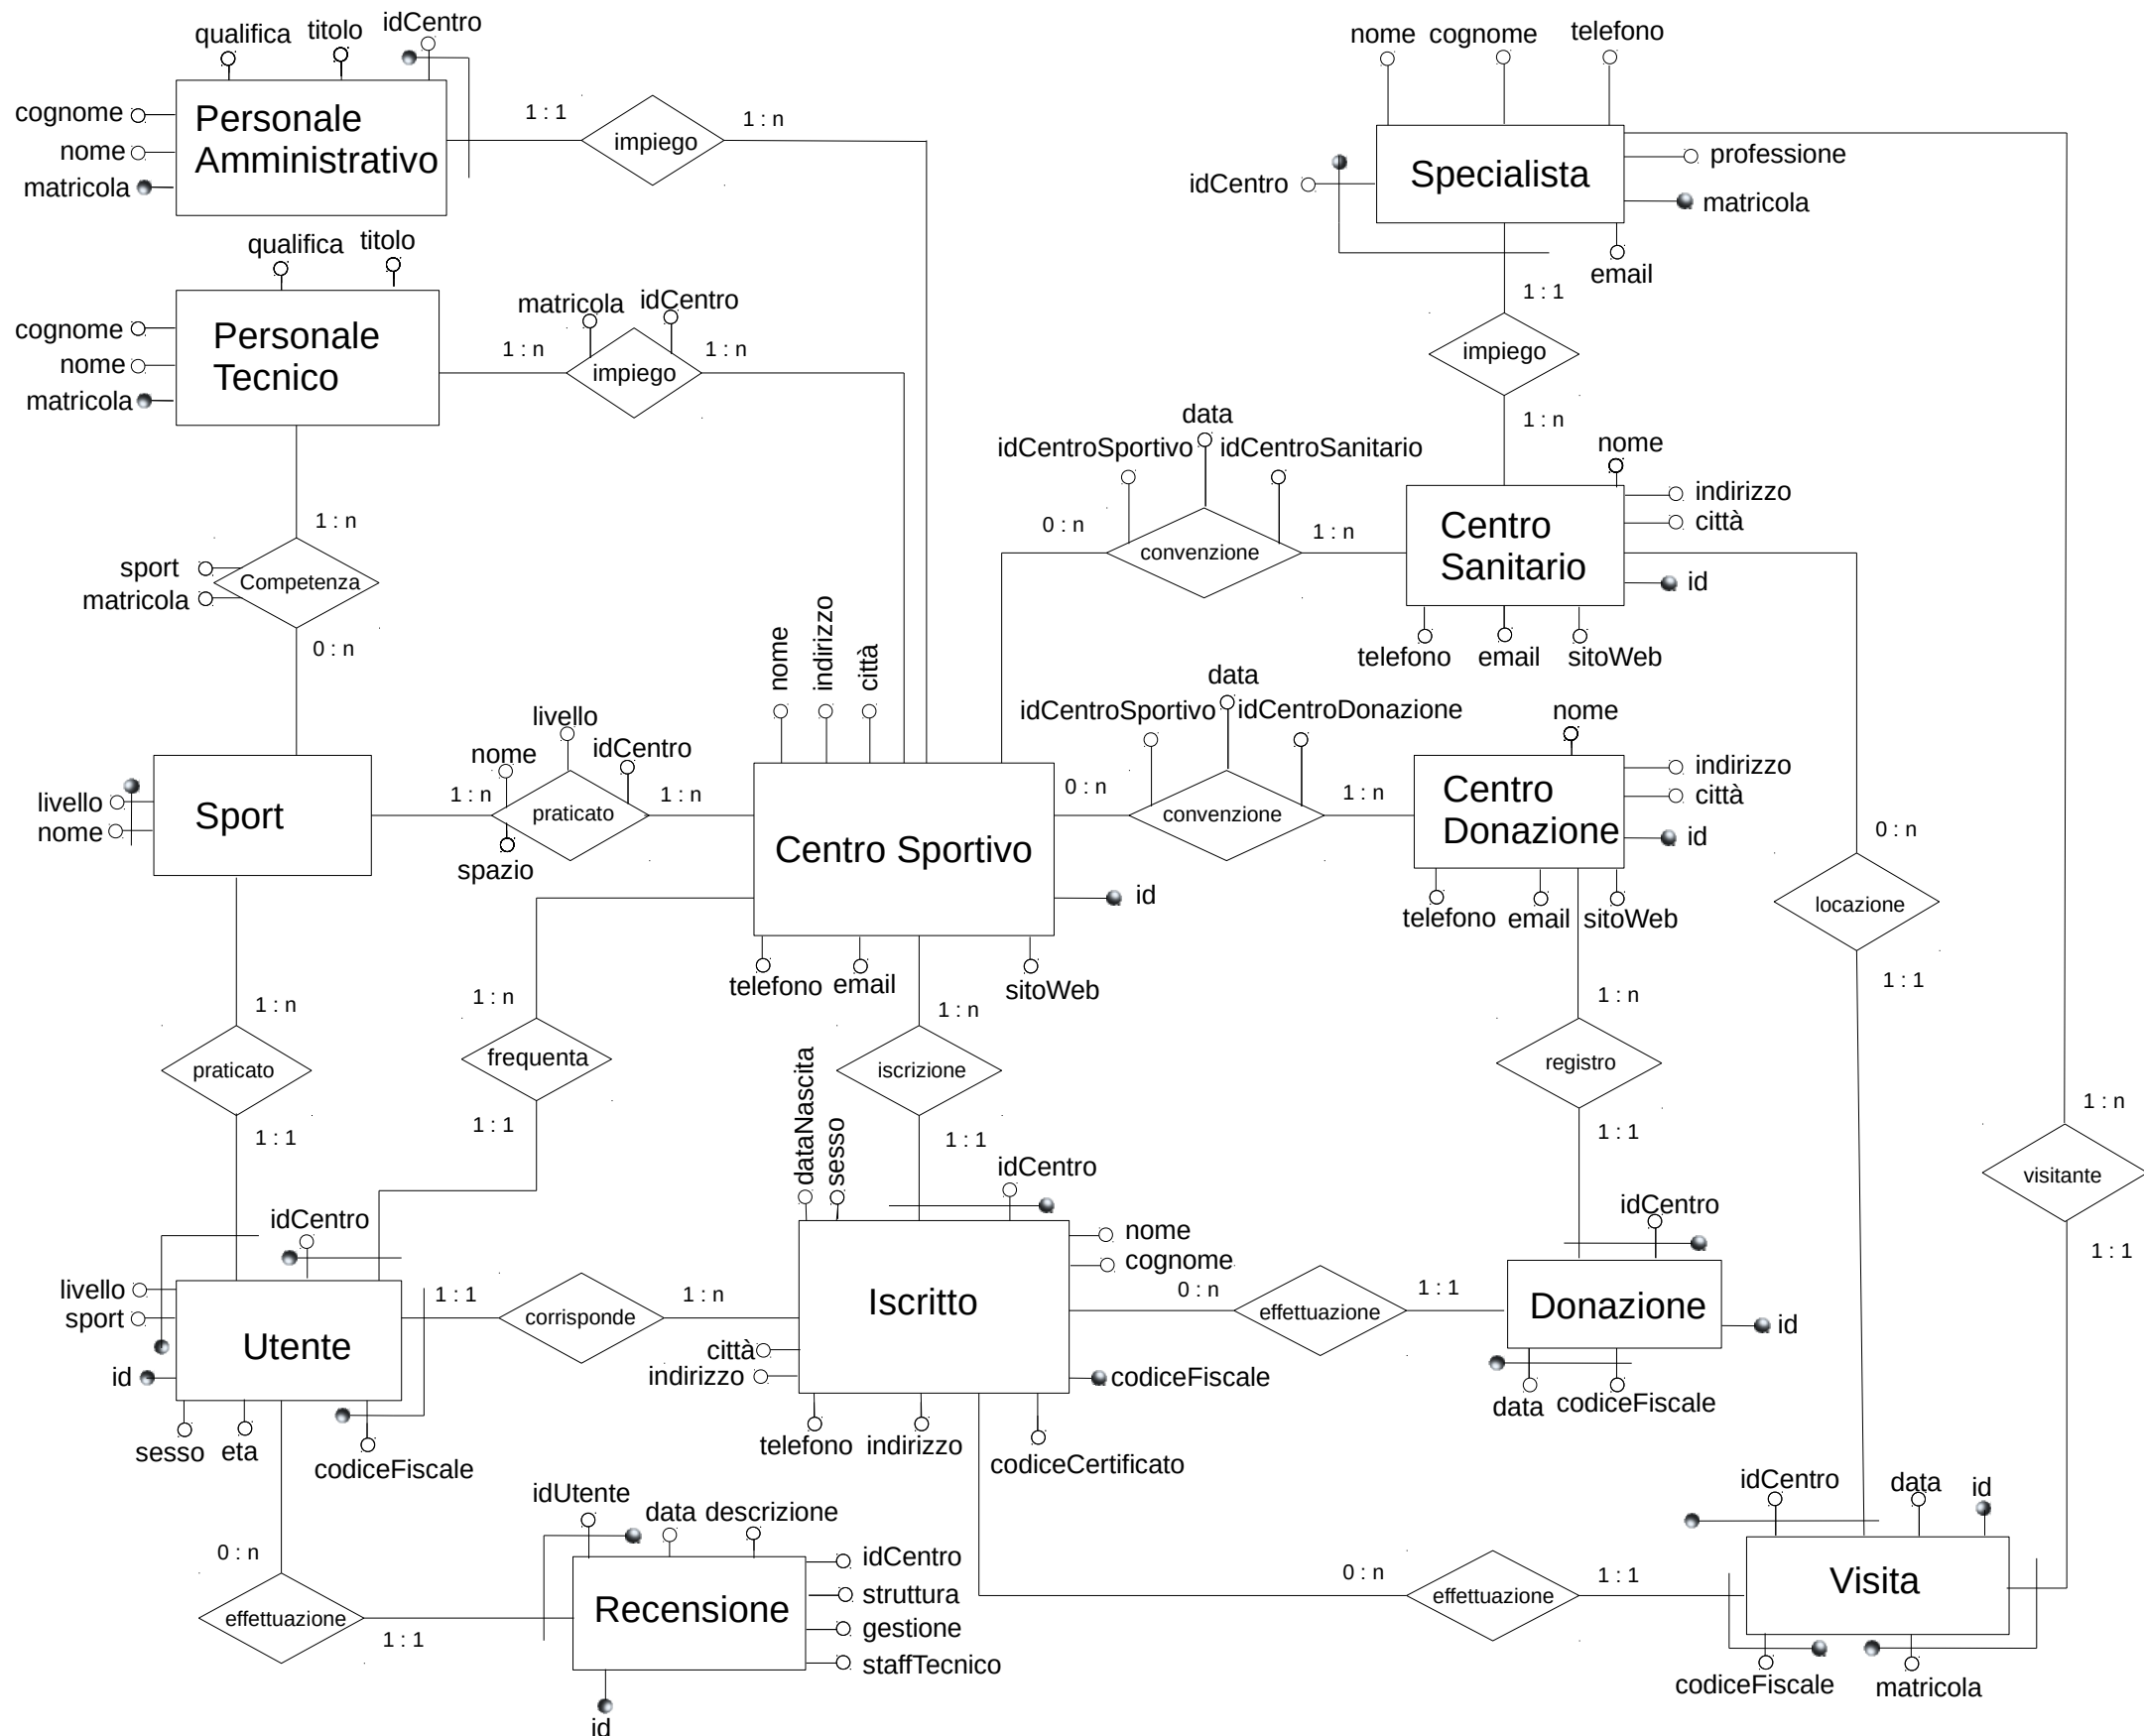 qualifica
titolo
idCentro
cognome
nome
matricola
Personale
Amministrativo
1 : 1
impiego
1 : n
nome
cognome
telefono
Specialista
idCentro
professione
matricola
email
1 : 1
impiego
1 : n
qualifica
titolo
cognome
nome
matricola
Personale
Tecnico
1 : n
matricola
idCentro
impiego
1 : n
1 : n
sport
matricola
Competenza
0 : n
idCentroSportivo
data
idCentroSanitario
0 : n
convenzione
1 : n
nome
indirizzo
città
Centro
Sanitario
id
telefono
email
sitoWeb
livello
nome
Sport
nome
livello
idCentro
1 : n
praticato
1 : n
spazio
nome
indirizzo
città
Centro Sportivo
id
telefono
email
sitoWeb
idCentroSportivo
data
idCentroDonazione
0 : n
convenzione
1 : n
nome
indirizzo
città
Centro
Donazione
id
telefono
email
sitoWeb
0 : n
locazione
1 : 1
1 : n
praticato
1 : 1
1 : n
frequenta
1 : 1
1 : n
iscrizione
1 : 1
1 : n
registro
1 : 1
1 : n
visitante
1 : 1
idCentro
livello
sport
id
Utente
sesso
eta
codiceFiscale
1 : 1
corrisponde
1 : n
dataNascita
sesso
idCentro
nome
cognome
Iscritto
città
indirizzo
codiceFiscale
telefono
indirizzo
codiceCertificato
0 : n
effettuazione
1 : 1
idCentro
Donazione
id
data
codiceFiscale
0 : n
effettuazione
1 : 1
idUtente
data
descrizione
idCentro
struttura
gestione
staffTecnico
Recensione
id
0 : n
effettuazione
1 : 1
idCentro
data
id
Visita
codiceFiscale
matricola